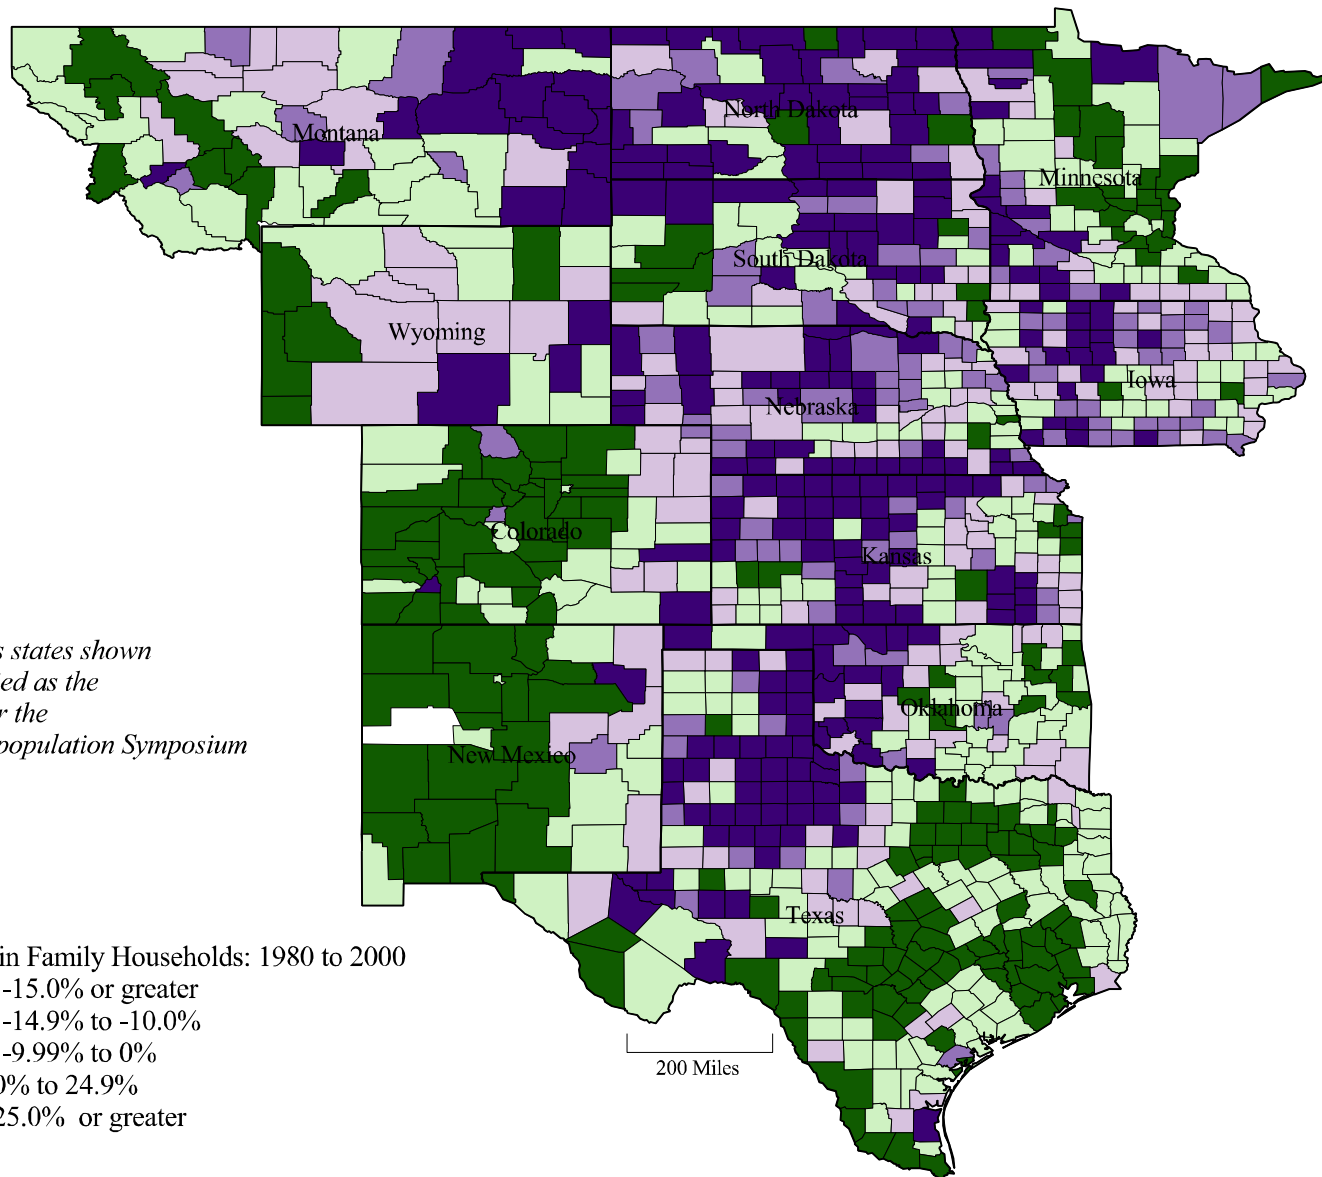 North Dakota
Montana
Minnesota
South Dakota
Wyoming
Iowa
Nebraska
Colorado
Kansas
s states shown
as the
r the
Oklahoma
population Symposium
New Mexico
Texas
in Family Households: 1980 to 2000
-15.0% or greater
-14.9% to -10.0%
-9.99% to 0%
0% to 24.9%
25.0% or greater
200 Miles